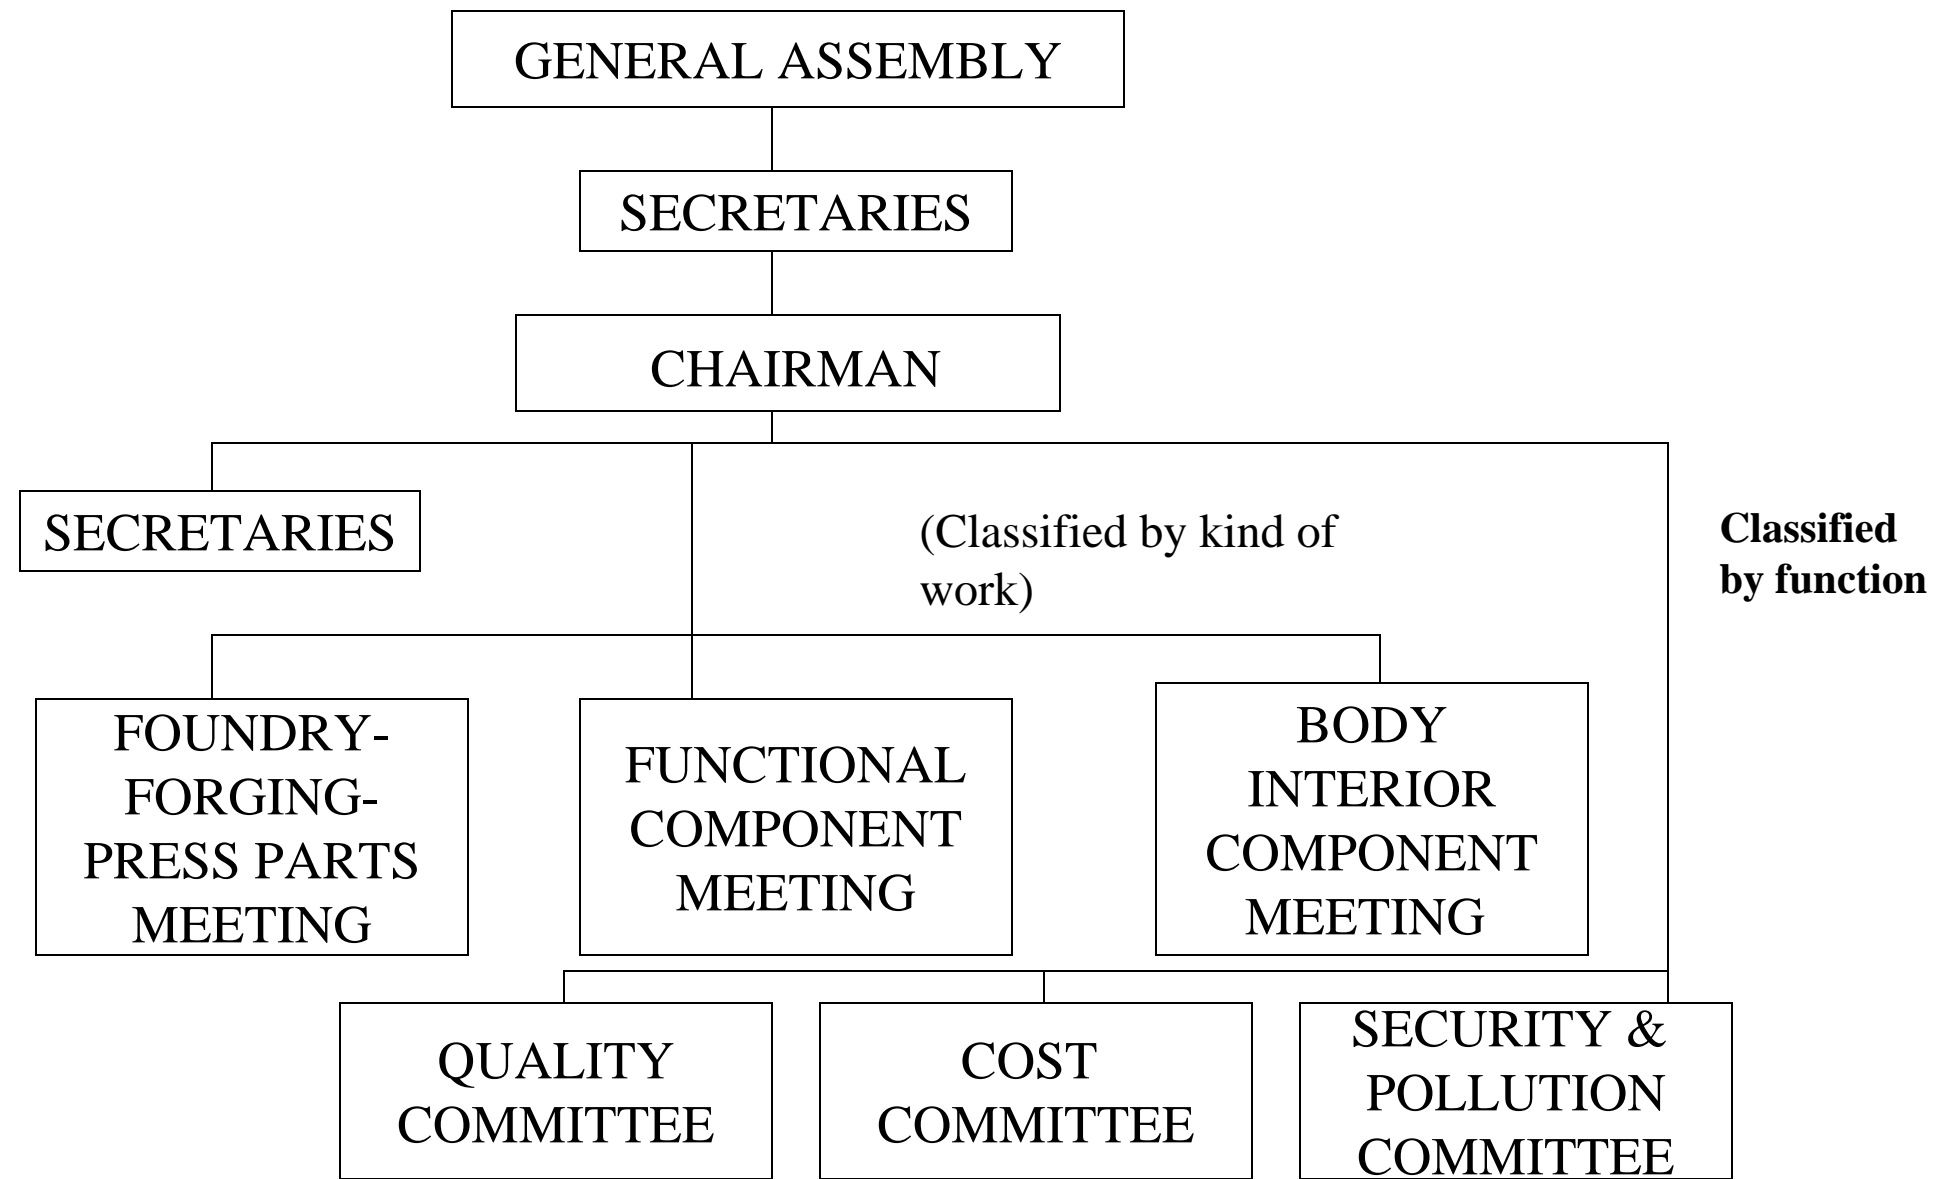 GENERAL ASSEMBLY
SECRETARIES
CHAIRMAN
SECRETARIES
(Classified by kind of
work)
Classified
by function
FOUNDRY-
FORGING-
PRESS PARTS
MEETING
FUNCTIONAL
COMPONENT
MEETING
BODY
INTERIOR
COMPONENT
MEETING
QUALITY
COMMITTEE
COST
COMMITTEE
SECURITY &
POLLUTION
COMMITTEE